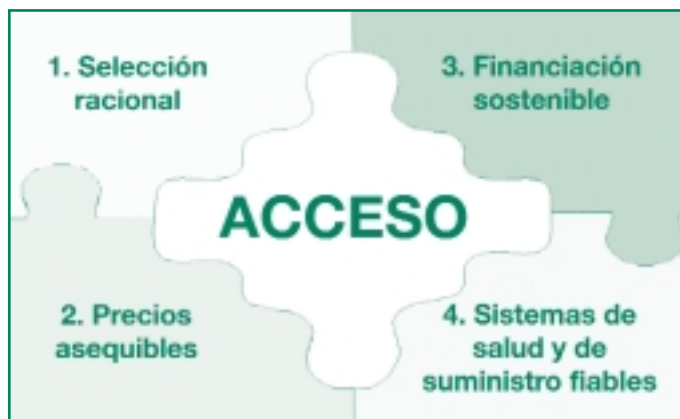 1. Selección
racional
3. Financiación
sostenible
ACCESO
2. Precios
asequibles
4. Sistemas de
salud y de
suministro fiables